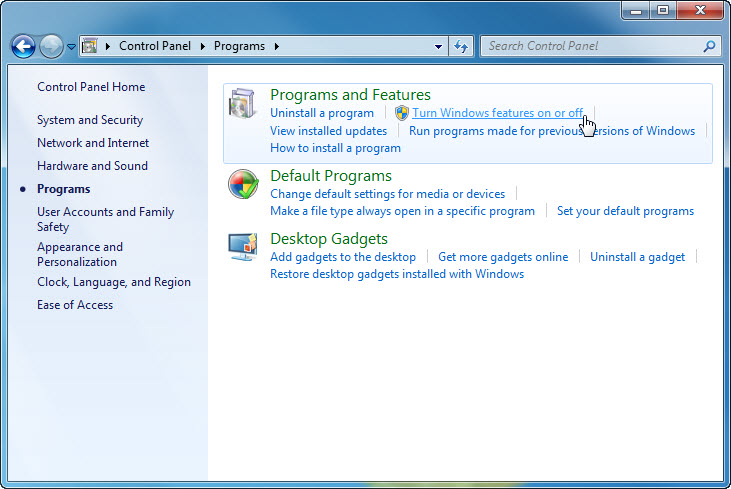 Control Panel Programs
Search Control Panel
Control Panel Home
System and Security
Network and Internet
Hardware and Sound
Programs
User Accounts and Family
Safety
Appearance and
Personalization
Clock, Language, and Region
Ease of Access
Programs and Features
Uninstall a program Turn Windows features on or off
View installed updates Run programs made for previous versions of Windows
How to install a program
Default Programs
Change default settings for media or devices
Make a file type always open in a specific program Set your default programs
Desktop Gadgets
Add gadgets to the desktop Get more gadgets online Uninstall a gadget
Restore desktop gadgets installed with Windows